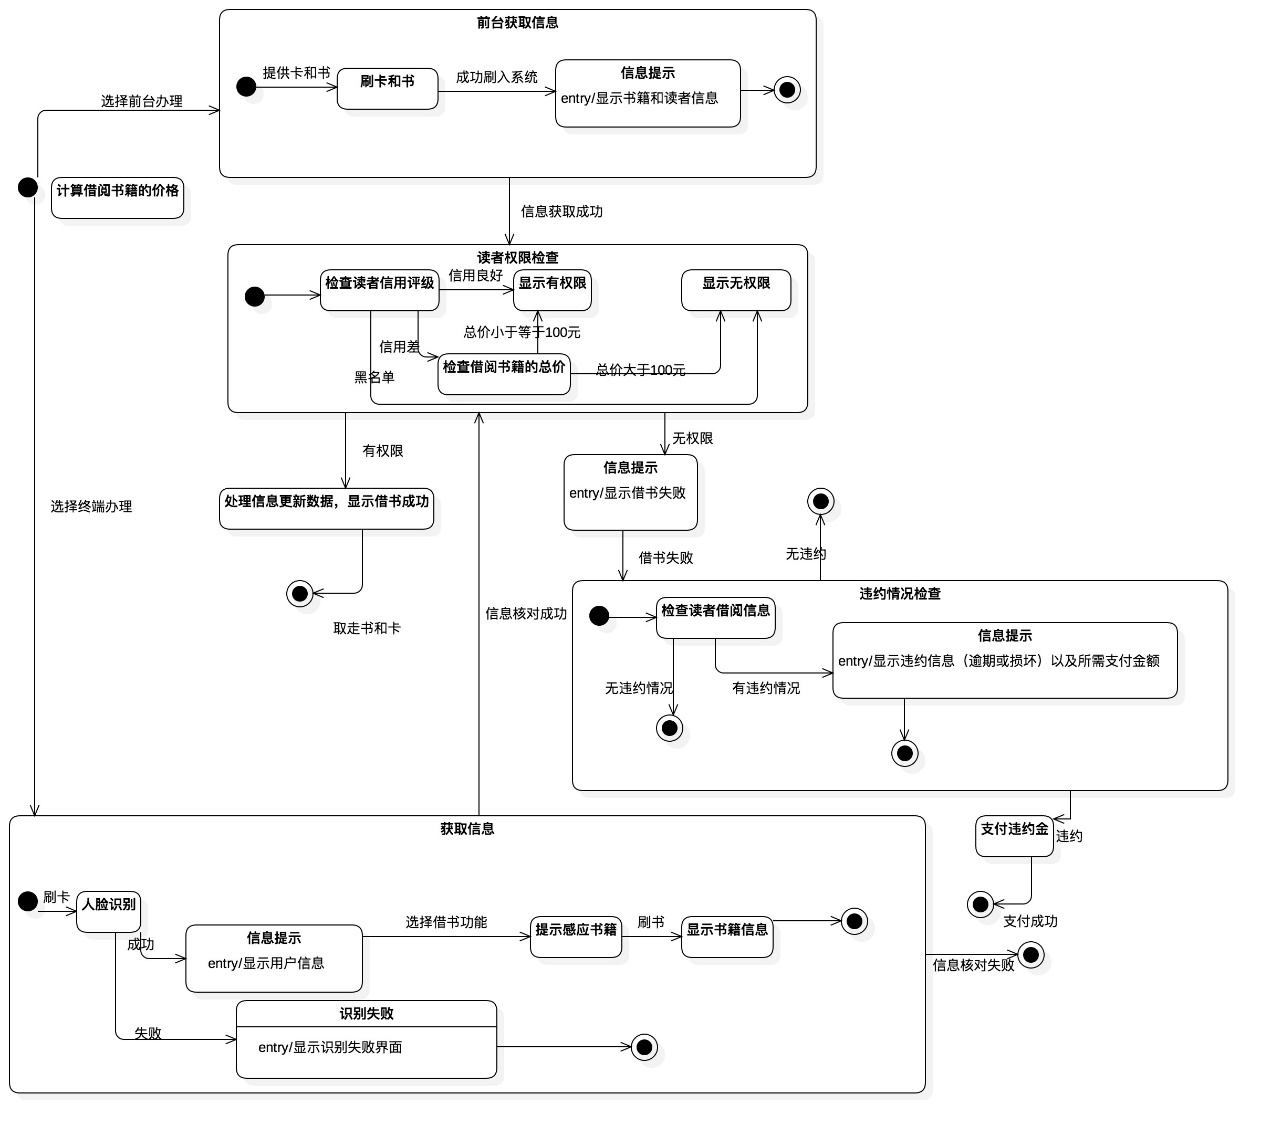 前台获取信息
提供卡和书
刷卡和书
成功刷入系统
信息提示
entry/显示书籍和读者信息
选择前台办理
计算借阅书籍的价格
信息获取成功
读者权限检查
检查读者信用评级
信用良好
显示有权限
显示无权限
总价小于等于100元
信用差
检查借阅书籍的总价
总价大于100元
黑名单
有权限
无权限
信息提示
entry/显示借书失败
处理信息更新数据，显示借书成功
选择终端办理
借书失败
无违约
取走书和卡
信息核对成功
违约情况检查
检查读者借阅信息
信息提示
entry/显示违约信息（逾期或损坏）以及所需支付金额
无违约情况
有违约情况
获取信息
支付违约金
违约
刷卡
人脸识别
成功
信息提示
entry/显示用户信息
选择借书功能
提示感应书籍
刷书
显示书籍信息
支付成功
信息核对失败
识别失败
失败
entry/显示识别失败界面